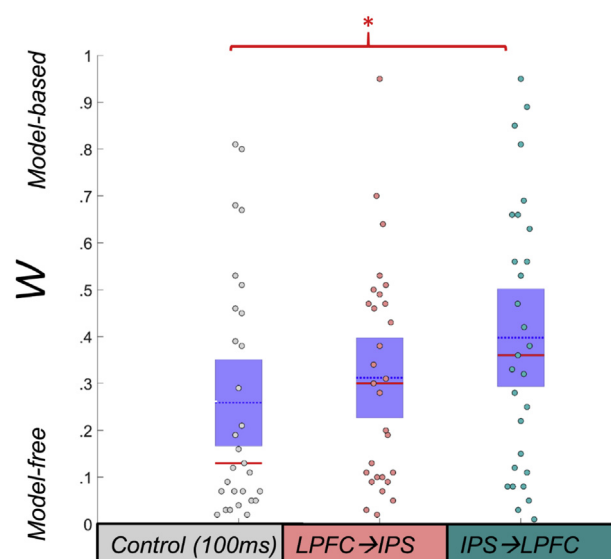 *
1
.9
.8
.7
.6
.5
.4
.3
.2
.1
0
Model-based
W
Model-free
Control (100ms)
LPFC→IPS
IPS→LPFC